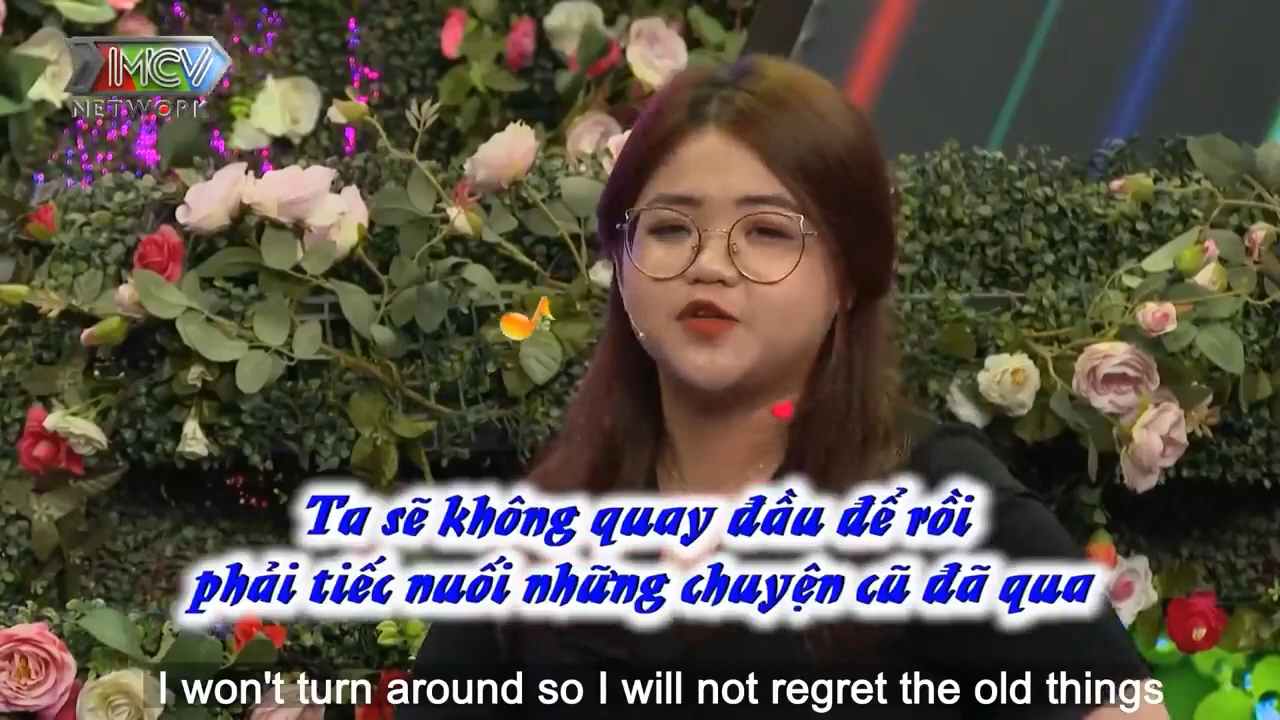 MCV
NETWORK
Ta sẽ không quay đầu để rồi
phải tiếc nuối những chuyện cũ đã qua
I won't turn around so I will not regret the old things